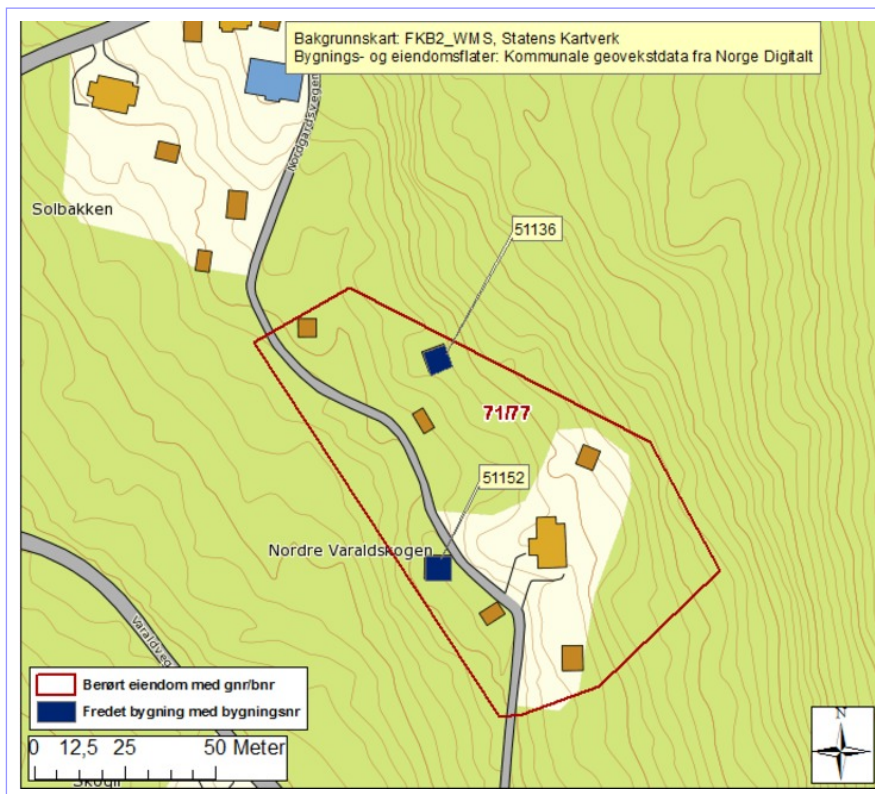 Bakgrunnskart: FKB2_WMS, Statens Kartverk
Bygnings- og eiendomsflater: Kommunale geovekstdata fra Norge Digitalt
Nordgardsvegen
Solbakken
51136
71/77
51152
Nordre Varaldskogen
Berørt eiendom med gnr/bnr
Fredet bygning med bygningsnr
0 12,5 25 50 Meter
N